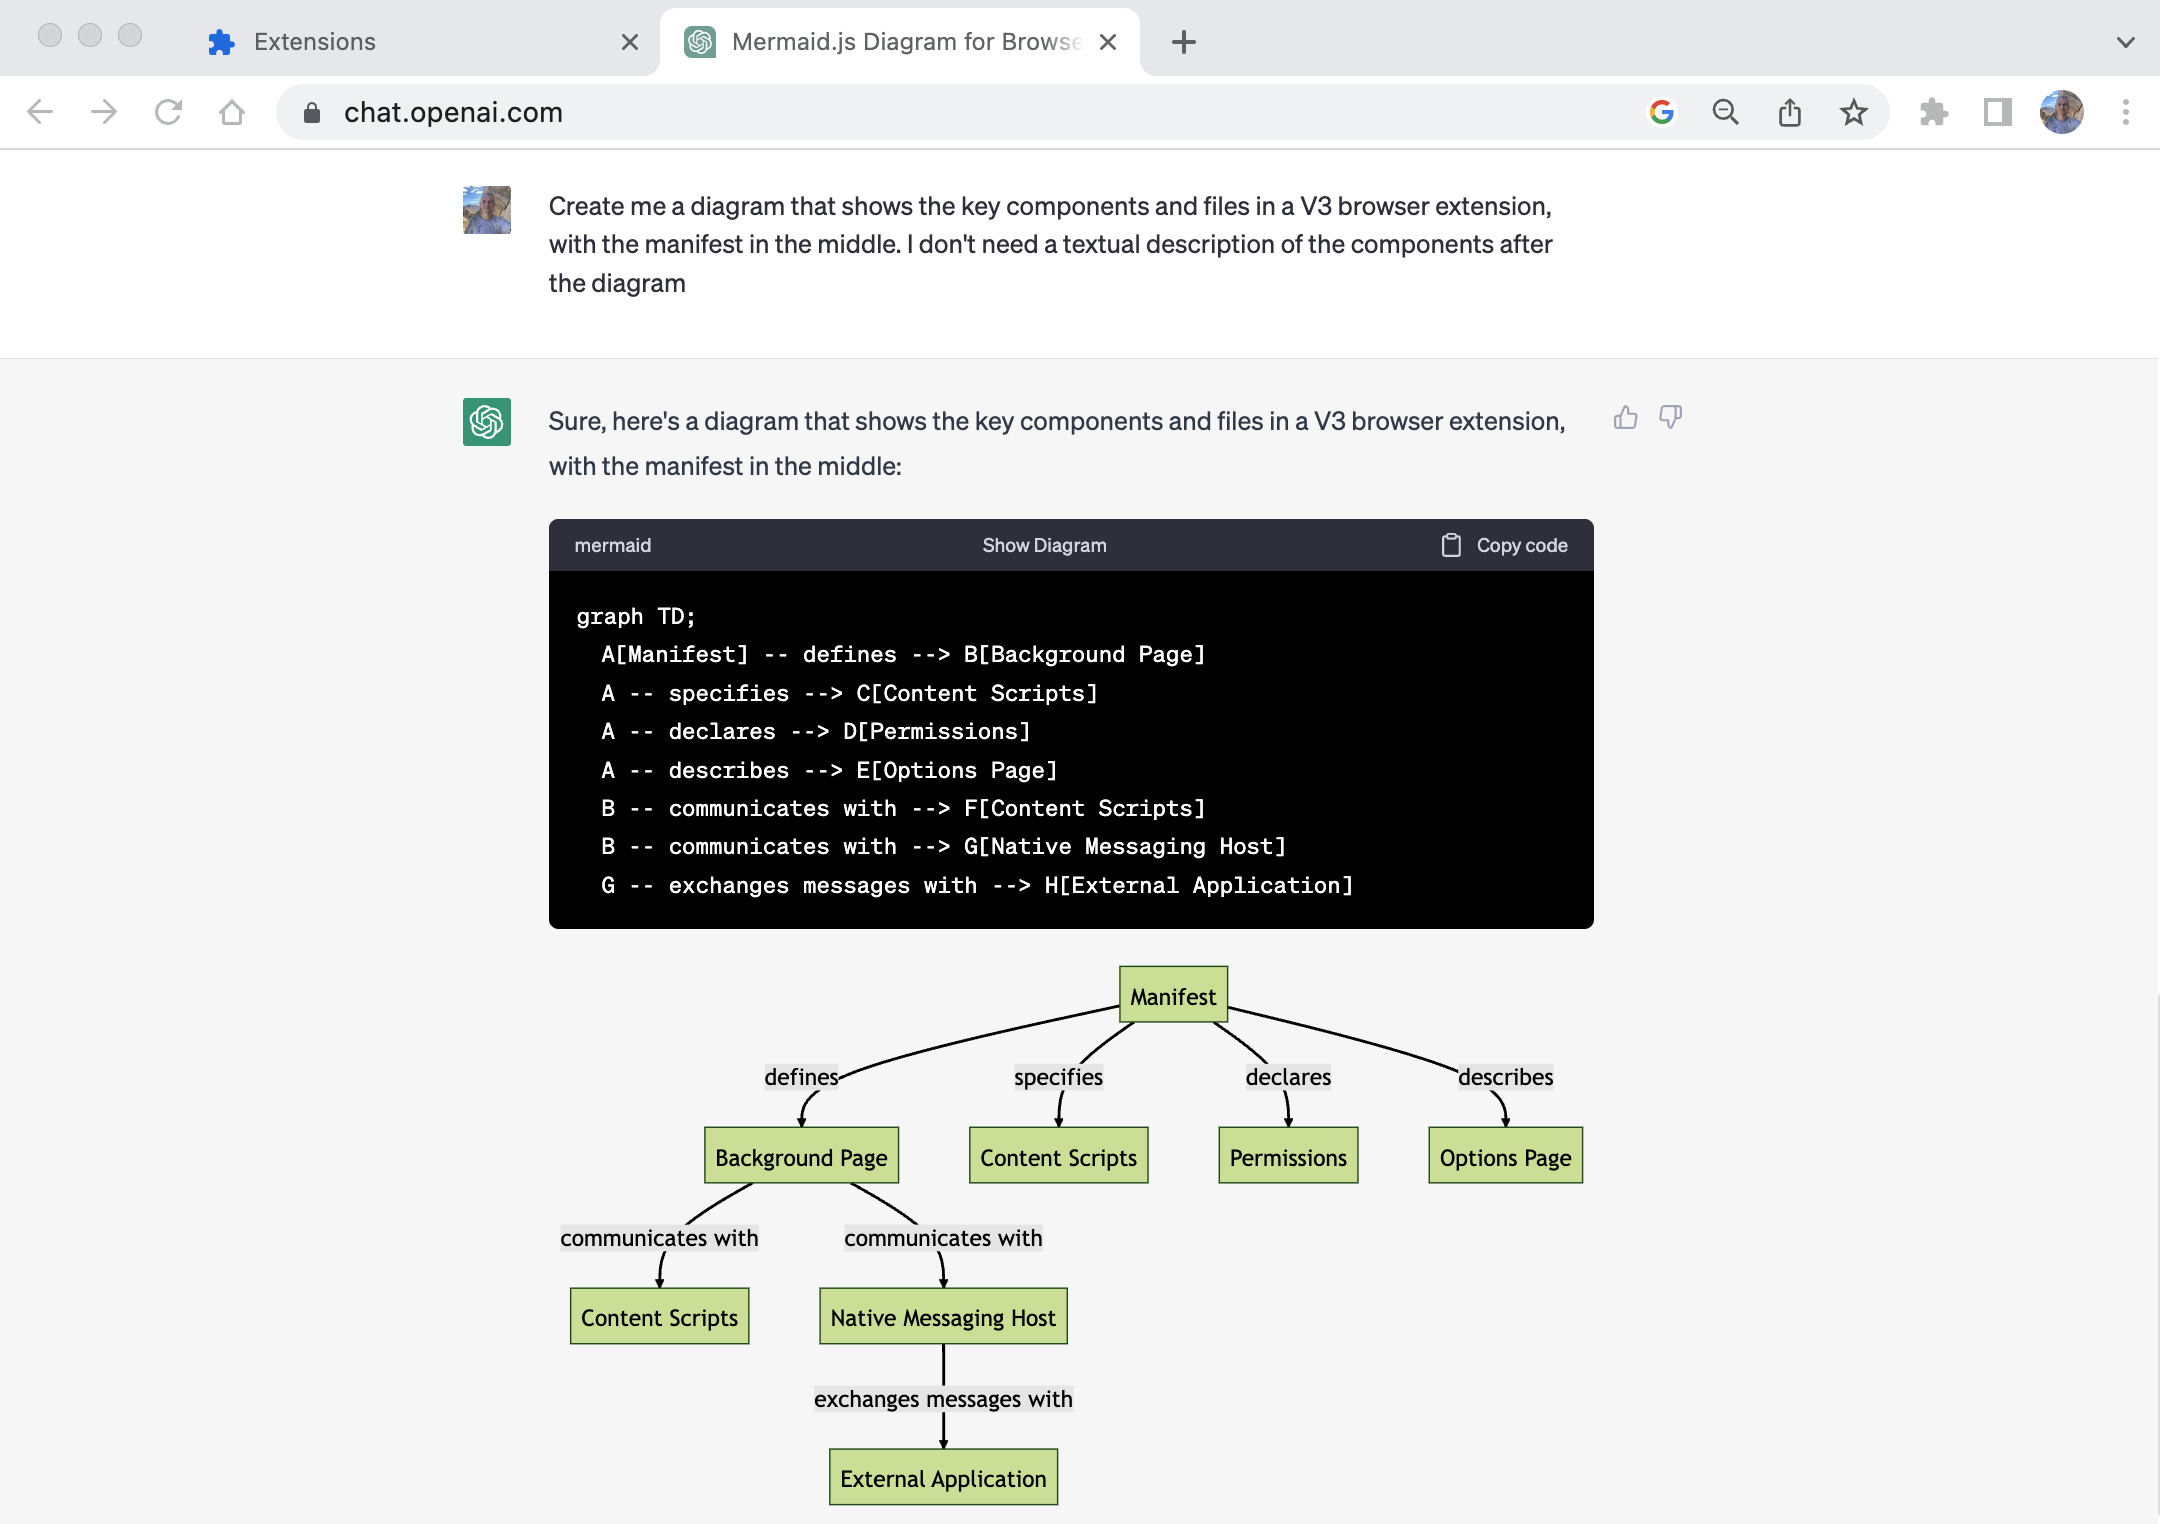 Extensions
Mermaid.js Diagram for Browse
chat.openai.com
Create me a diagram that shows the key components and files in a V3 browser extension,
with the manifest in the middle. I don't need a textual description of the components after
the diagram
Sure, here's a diagram that shows the key components and files in a V3 browser extension,
with the manifest in the middle:
mermaid Show Diagram Copy code
graph TD;
  A[Manifest] -- defines --> B[Background Page]
  A -- specifies --> C[Content Scripts]
  A -- declares --> D[Permissions]
  A -- describes --> E[Options Page]
  B -- communicates with --> F[Content Scripts]
  B -- communicates with --> G[Native Messaging Host]
  G -- exchanges messages with --> H[External Application]
Manifest
defines specifies declares describes
Background Page Content Scripts Permissions Options Page
communicates with communicates with
Content Scripts Native Messaging Host
exchanges messages with
External Application